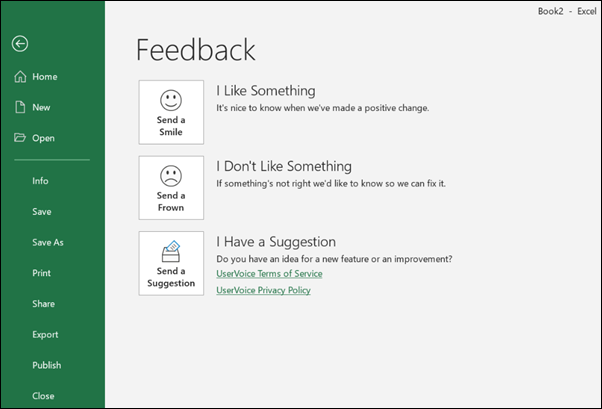 Book2 - Excel
Home
New
Open
Info
Save
Save As
Print
Share
Export
Publish
Close
Feedback
Send a
Smile
I Like Something
It's nice to know when we've made a positive change.
Send a
Frown
I Don't Like Something
If something's not right we'd like to know so we can fix it.
Send a
Suggestion
I Have a Suggestion
Do you have an idea for a new feature or an improvement?
UserVoice Terms of Service
UserVoice Privacy Policy